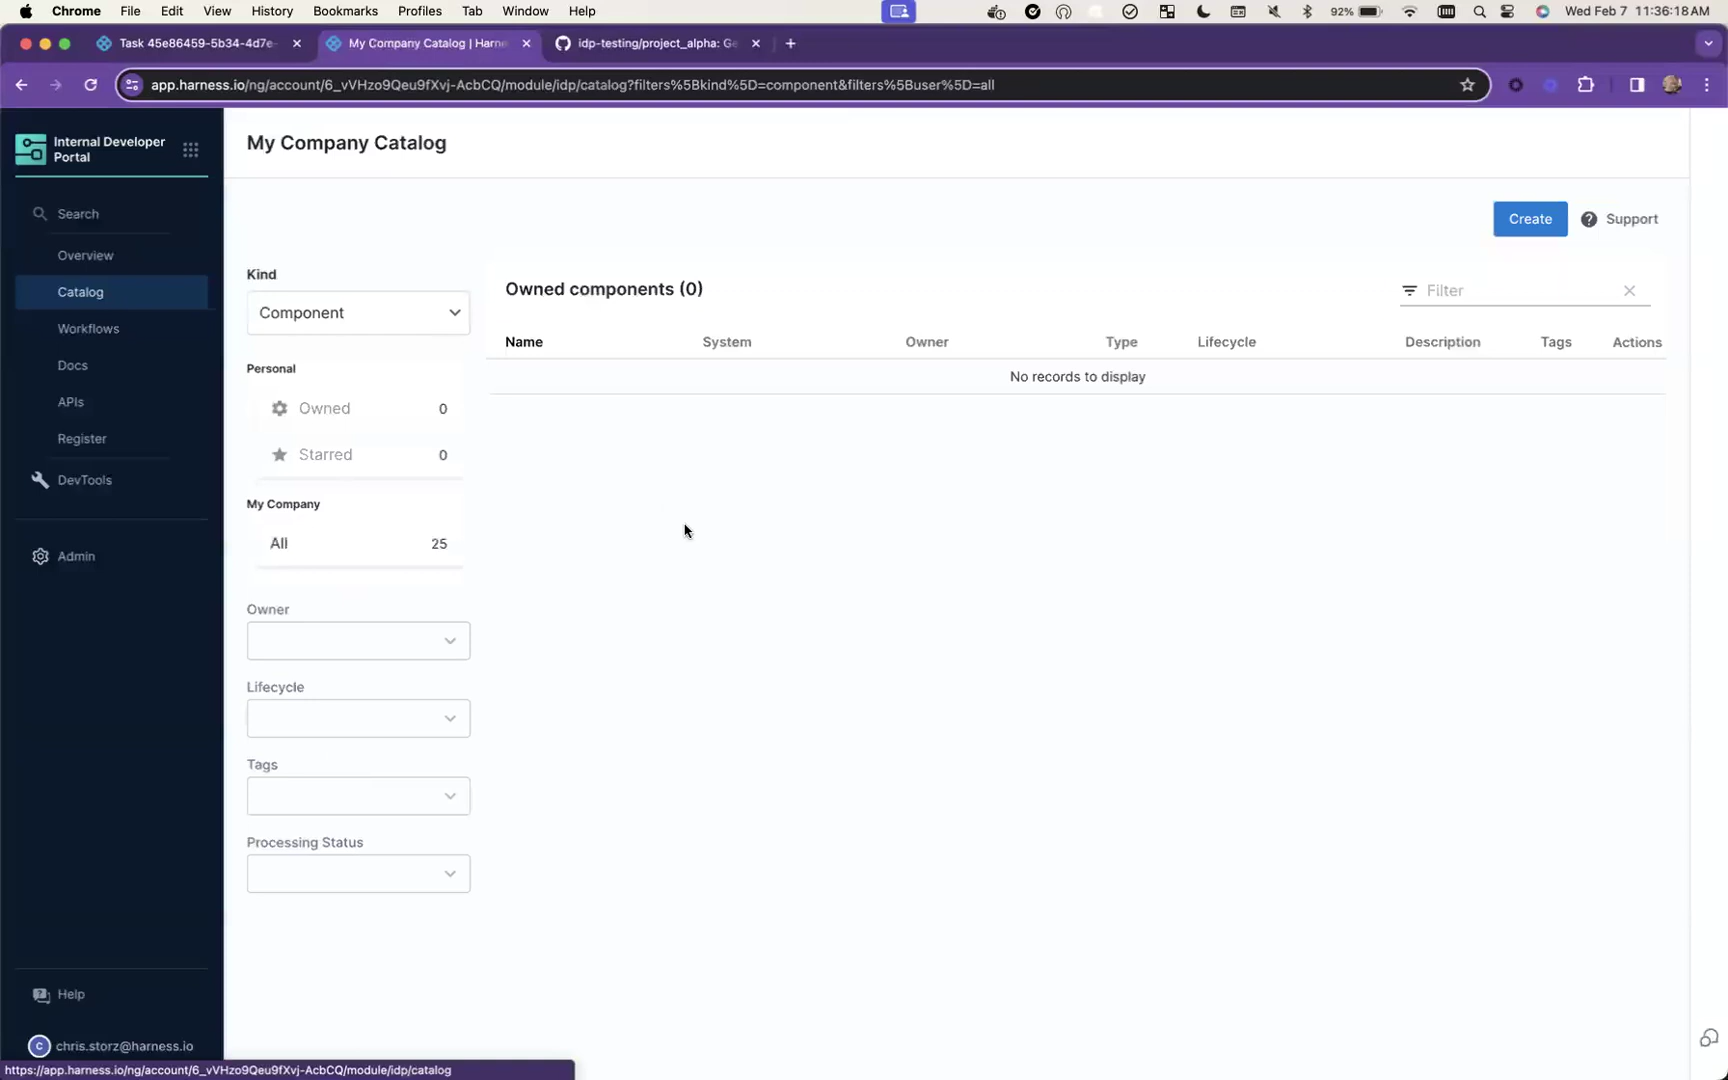 Chrome File Edit View History Bookmarks Profiles Tab Window Help 92% Wed Feb 7 11:36:18 AM
Task 45e86459-5b34-4d7e- My Company Catalog | Harne idp-testing/project_alpha: Ge
app.harness.io/ng/account/6_vVHzo9Qeu9fXvj-AcbCQ/module/idp/catalog?filters%5Bkind%5D=component&filters%5Buser%5D=all
Internal Developer
Portal
Search
Overview
Catalog
Workflows
Docs
APIs
Register
DevTools
Admin
Help
C chris.storz@harness.io
My Company Catalog
Create Support
Kind
Component
Personal
Owned 0
Starred 0
My Company
All 25
Owner
Lifecycle
Tags
Processing Status
Owned components (0) Filter
Name System Owner Type Lifecycle Description Tags Actions
No records to display
https://app.harness.io/ng/account/6_vVHzo9Qeu9fXvj-AcbCQ/module/idp/catalog